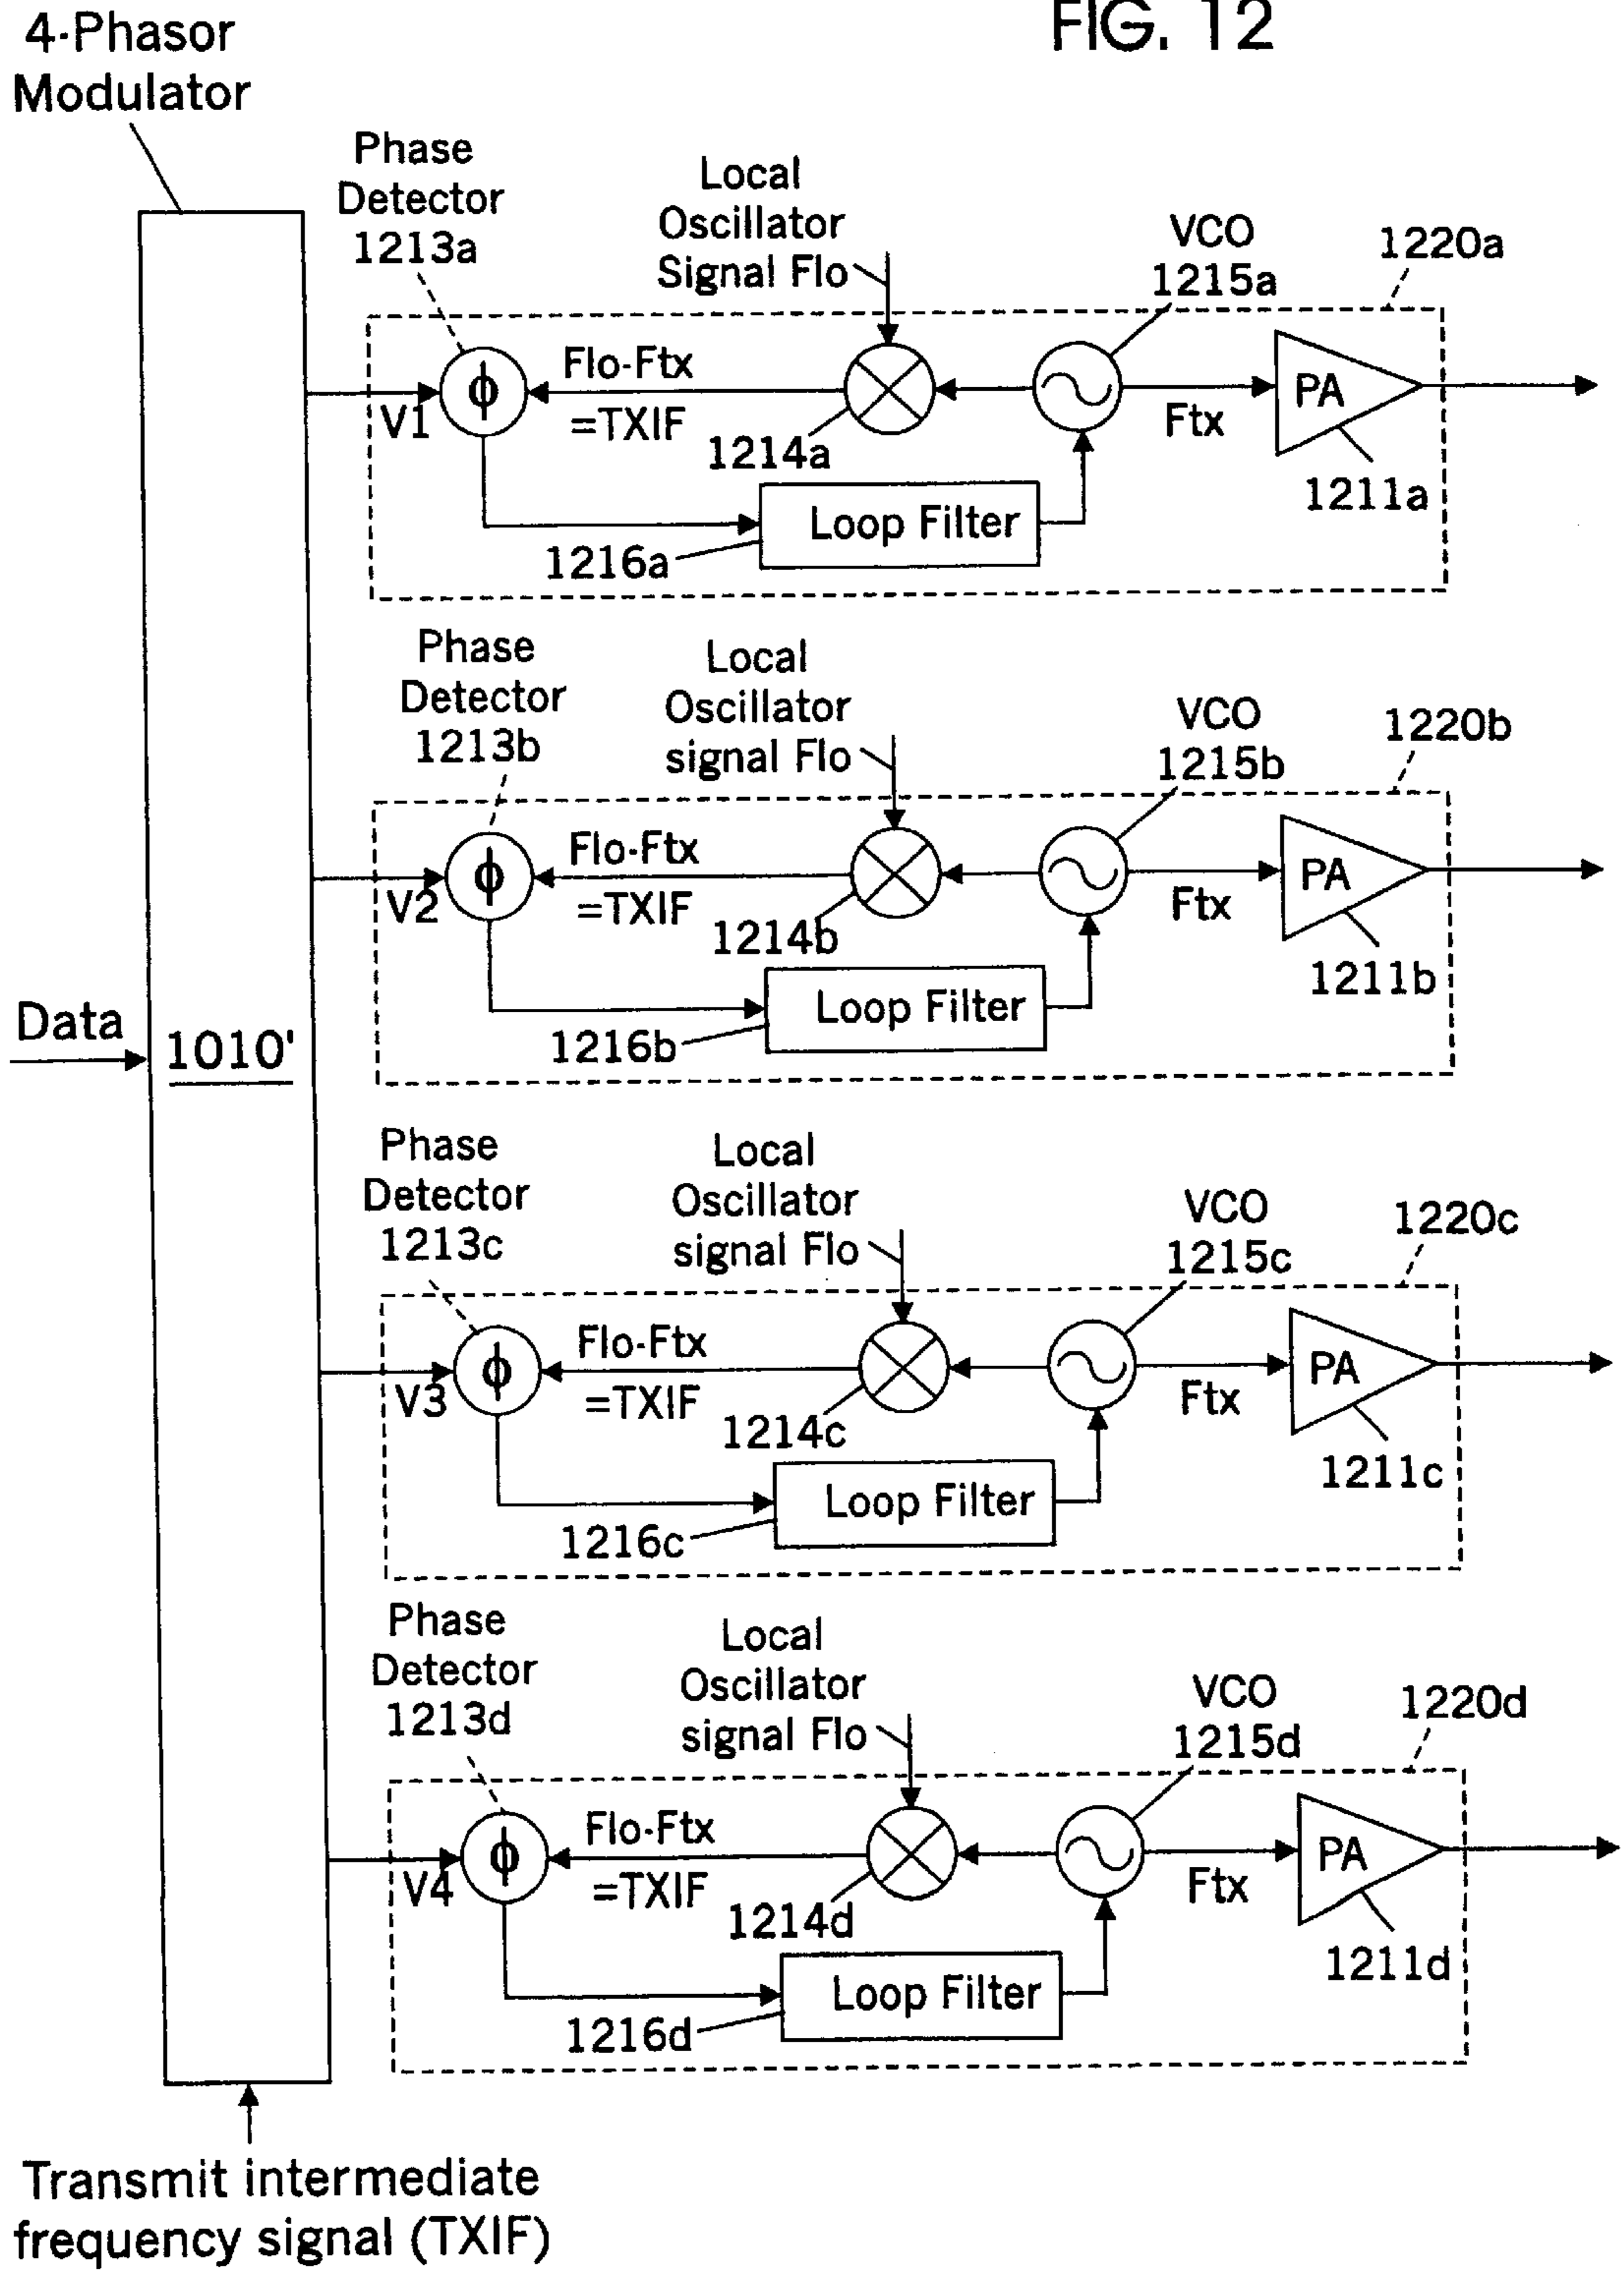 FIG. 12
4-Phasor
Modulator
Phase
Detector
1213a
Local
Oscillator
Signal Flo
VCO
1215a
1220a
V1
ϕ
Flo-Ftx
=TXIF
1214a
Ftx
PA
1211a
Loop Filter
1216a
Phase
Detector
1213b
Local
Oscillator
signal Flo
VCO
1215b
1220b
V2
ϕ
Flo-Ftx
=TXIF
1214b
Ftx
PA
1211b
Loop Filter
1216b
Data
1010'
Phase
Detector
1213c
Local
Oscillator
signal Flo
VCO
1215c
1220c
V3
ϕ
Flo-Ftx
=TXIF
1214c
Ftx
PA
1211c
Loop Filter
1216c
Phase
Detector
1213d
Local
Oscillator
signal Flo
VCO
1215d
1220d
V4
ϕ
Flo-Ftx
=TXIF
1214d
Ftx
PA
1211d
Loop Filter
1216d
Transmit intermediate
frequency signal (TXIF)